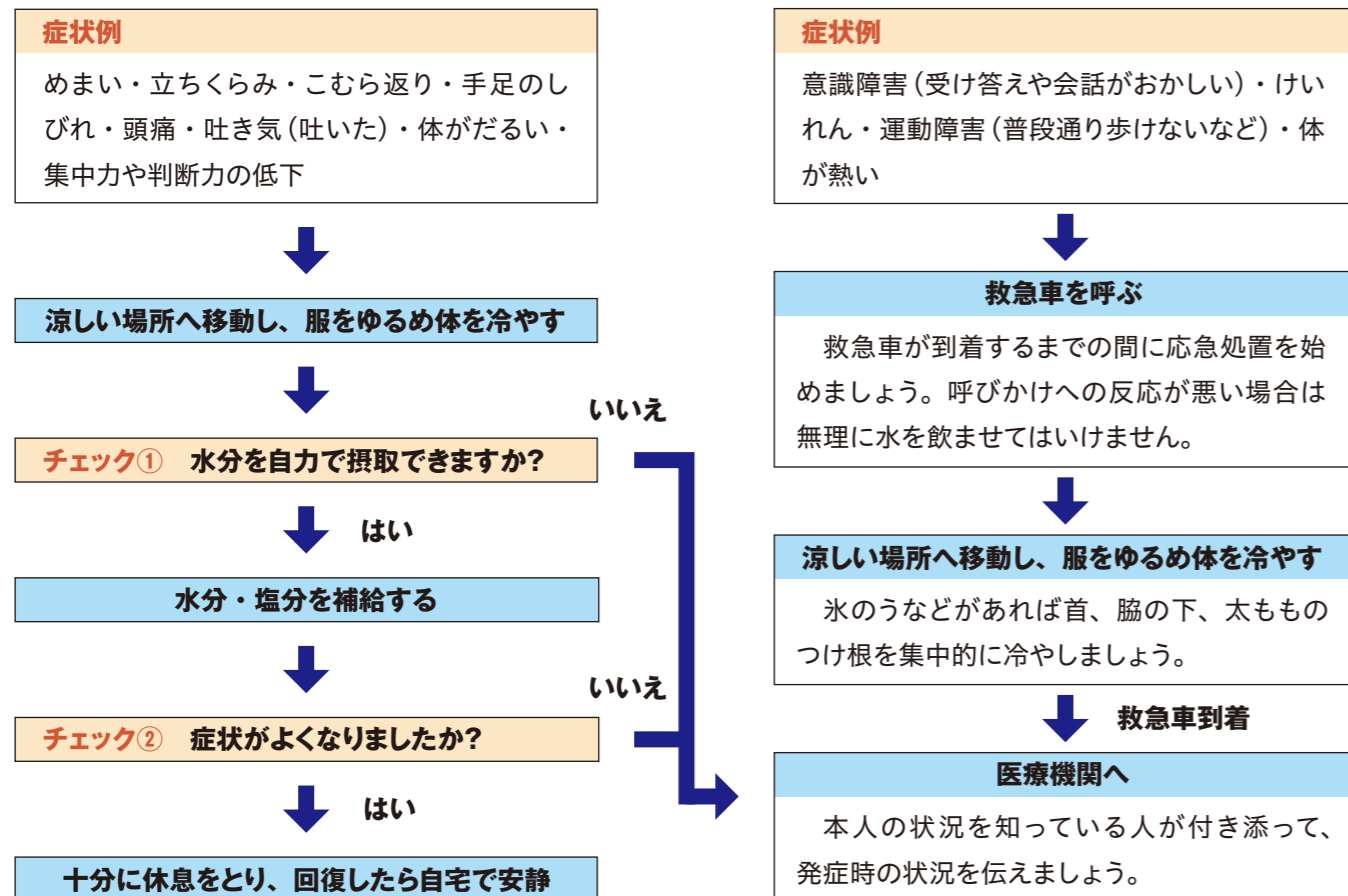 症状例
めまい・立ちくらみ・こむら返り・手足のし
びれ・頭痛・吐き気(吐いた)・体がだるい・
集中力や判断力の低下
涼しい場所へ移動し、服をゆるめ体を冷やす
いいえ
チェック① 水分を自力で摂取できますか?
はい
水分・塩分を補給する
いいえ
チェック② 症状がよくなりましたか?
はい
十分に休息をとり、回復したら自宅で安静
症状例
意識障害(受け答えや会話がおかしい)・けい
れん・運動障害(普段通り歩けないなど)・体
が熱い
救急車を呼ぶ
救急車が到着するまでの間に応急処置を始
めましょう。呼びかけへの反応が悪い場合は
無理に水を飲ませてはいけません。
涼しい場所へ移動し、服をゆるめ体を冷やす
氷のうなどがあれば首、脇の下、太ももの
つけ根を集中的に冷やしましょう。
救急車到着
医療機関へ
本人の状況を知っている人が付き添って、
発症時の状況を伝えましょう。